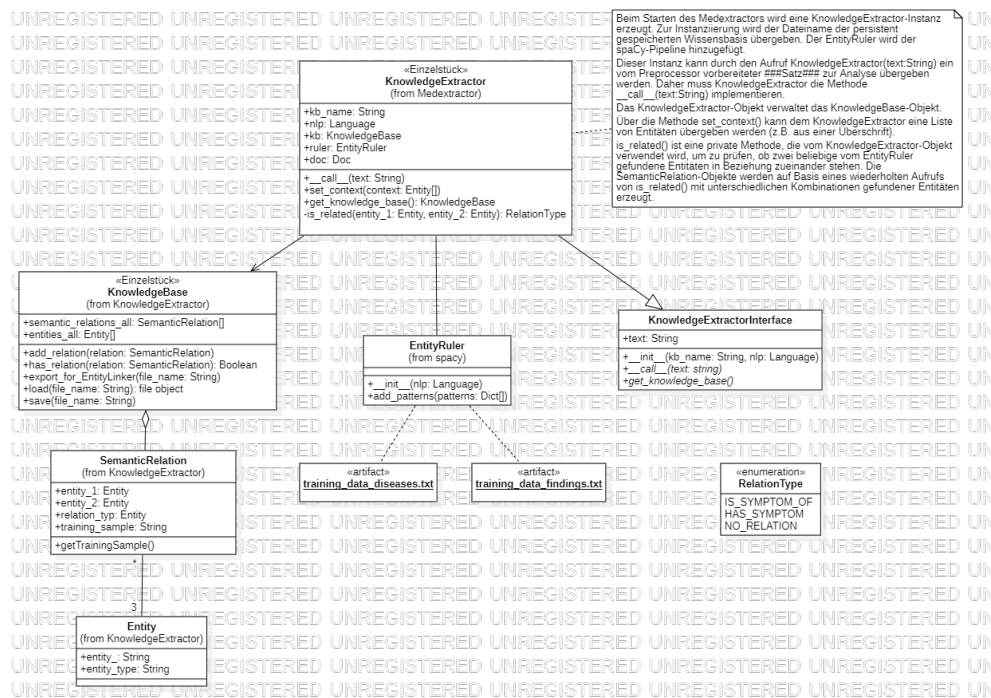 Beim Starten des Medextractors wird eine KnowledgeExtractor-Instanz
erzeugt. Zur Instanziierung wird der Dateiname der persistent
gespeicherten Wissensbasis übergeben. Der EntityRuler wird der
spaCy-Pipeline hinzugefügt.
Dieser Instanz kann durch den Aufruf KnowledgeExtractor(text:String) ein
vom Preprocessor vorbereiteter ###Satz### zur Analyse übergeben
werden. Daher muss KnowledgeExtractor die Methode
__call__(text:String) implementieren.
Das KnowledgeExtractor-Objekt verwaltet das KnowledgeBase-Objekt.
Über die Methode set_context() kann dem KnowledgeExtractor eine Liste
von Entitäten übergeben werden (z.B. aus einer Überschrift).
is_related() ist eine private Methode, die vom KnowledgeExtractor-Objekt
verwendet wird, um zu prüfen, ob zwei beliebige vom EntityRuler
gefundene Entitäten in Beziehung zueinander stehen. Die
SemanticRelation-Objekte werden auf Basis eines wiederholten Aufrufs
von is_related() mit unterschiedlichen Kombinationen gefundener Entitäten
erzeugt.
«Einzelstück»
KnowledgeExtractor
(from Medextractor)
+kb_name: String
+nlp: Language
+kb: KnowledgeBase
+ruler: EntityRuler
+doc: Doc
+__call__(text: String)
+set_context(context: Entity[])
+get_knowledge_base(): KnowledgeBase
-is_related(entity_1: Entity, entity_2: Entity): RelationType
«Einzelstück»
KnowledgeBase
(from KnowledgeExtractor)
+semantic_relations_all: SemanticRelation[]
+entities_all: Entity[]
+add_relation(relation: SemanticRelation)
+has_relation(relation: SemanticRelation): Boolean
+export_for_EntityLinker(file_name: String)
+load(file_name: String): file object
+save(file_name: String)
EntityRuler
(from spacy)
+__init__(nlp: Language)
+add_patterns(patterns: Dict[])
KnowledgeExtractorInterface
+text: String
+__init__(kb_name: String, nlp: Language)
+__call__(text: string)
+get_knowledge_base()
SemanticRelation
(from KnowledgeExtractor)
+entity_1: Entity
+entity_2: Entity
+relation_typ: Entity
+training_sample: String
+getTrainingSample()
«artifact»
training_data_diseases.txt
«artifact»
training_data_findings.txt
«enumeration»
RelationType
IS_SYMPTOM_OF
HAS_SYMPTOM
NO_RELATION
*
3
Entity
(from KnowledgeExtractor)
+entity_: String
+entity_type: String
UNREGISTERED